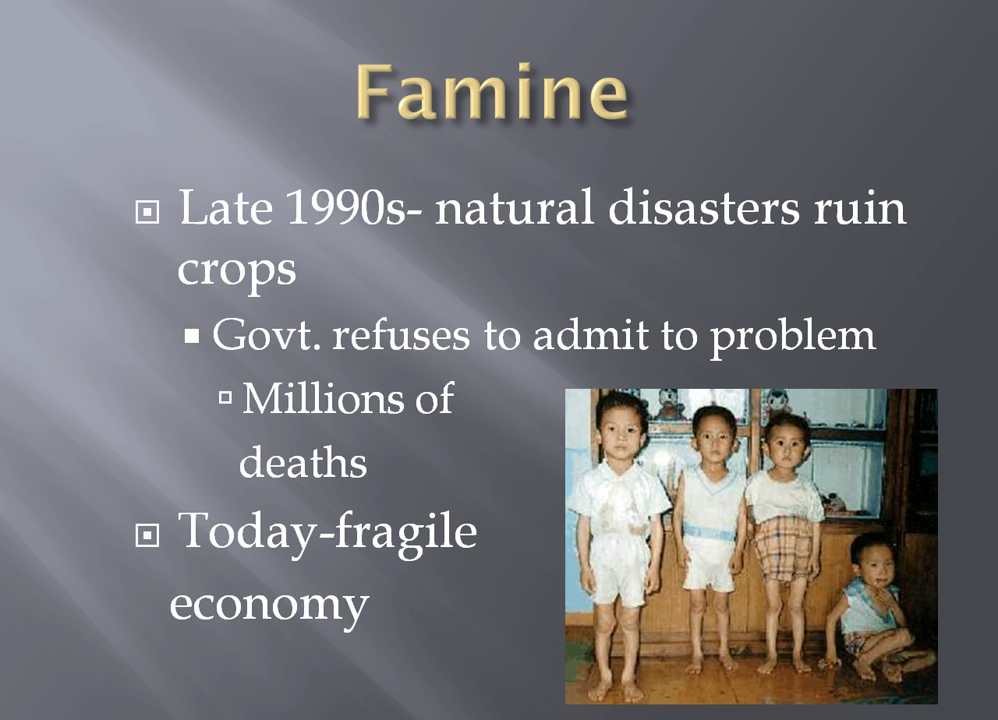 Famine
Late 1990s- natural disasters ruin
crops
Govt. refuses to admit to problem
Millions of
deaths
Today-fragile
economy